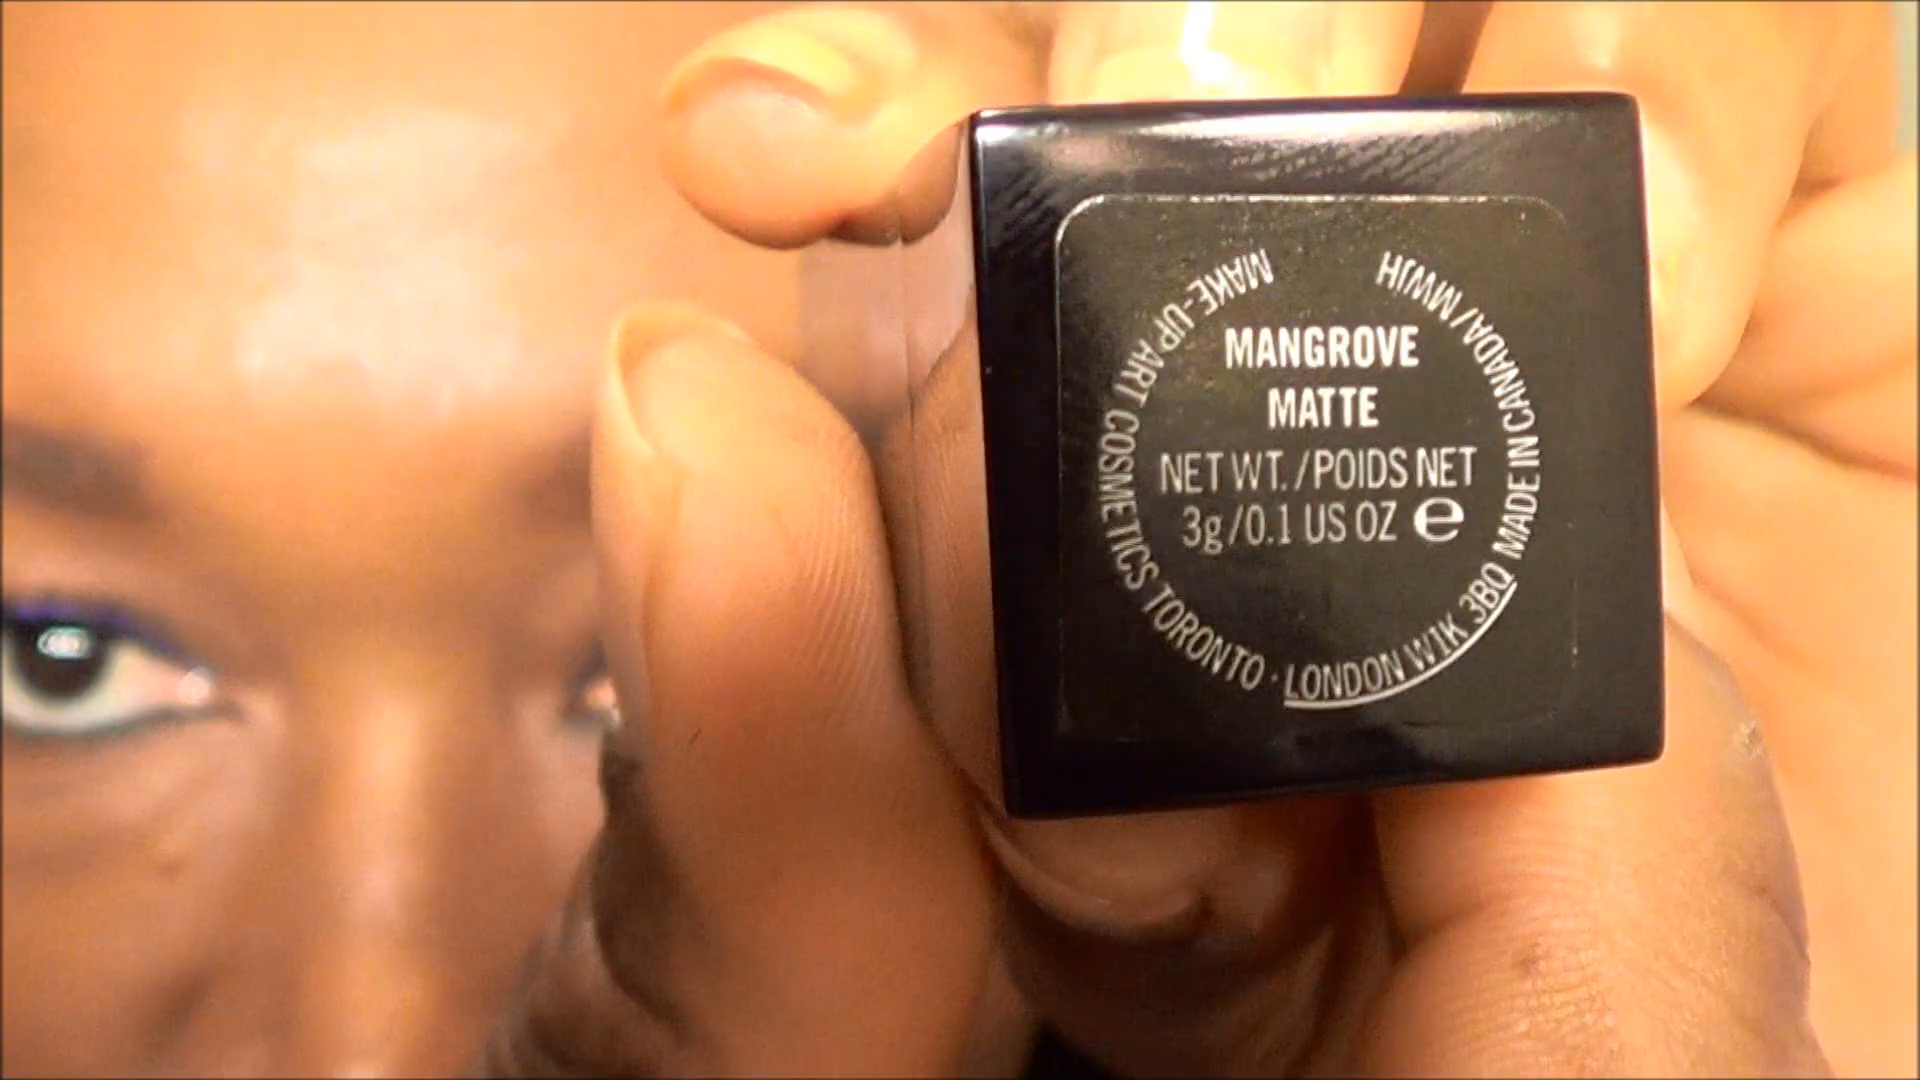 MANGROVE
MATTE
NET WT./POIDS NET
3g/0.1 US OZ e
MAKE-UP ART COSMETICS TORONTO · LONDON W1K 3BQ MADE IN CANADA/MWJH